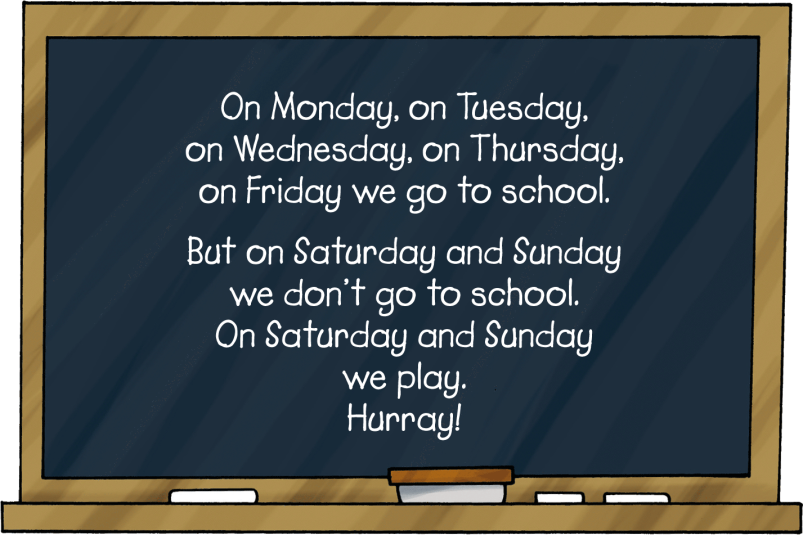 On Monday, on Tuesday,
on Wednesday, on Thursday,
on Friday we go to school.
But on Saturday and Sunday
we don't go to school.
On Saturday and Sunday
we play.
Hurray!